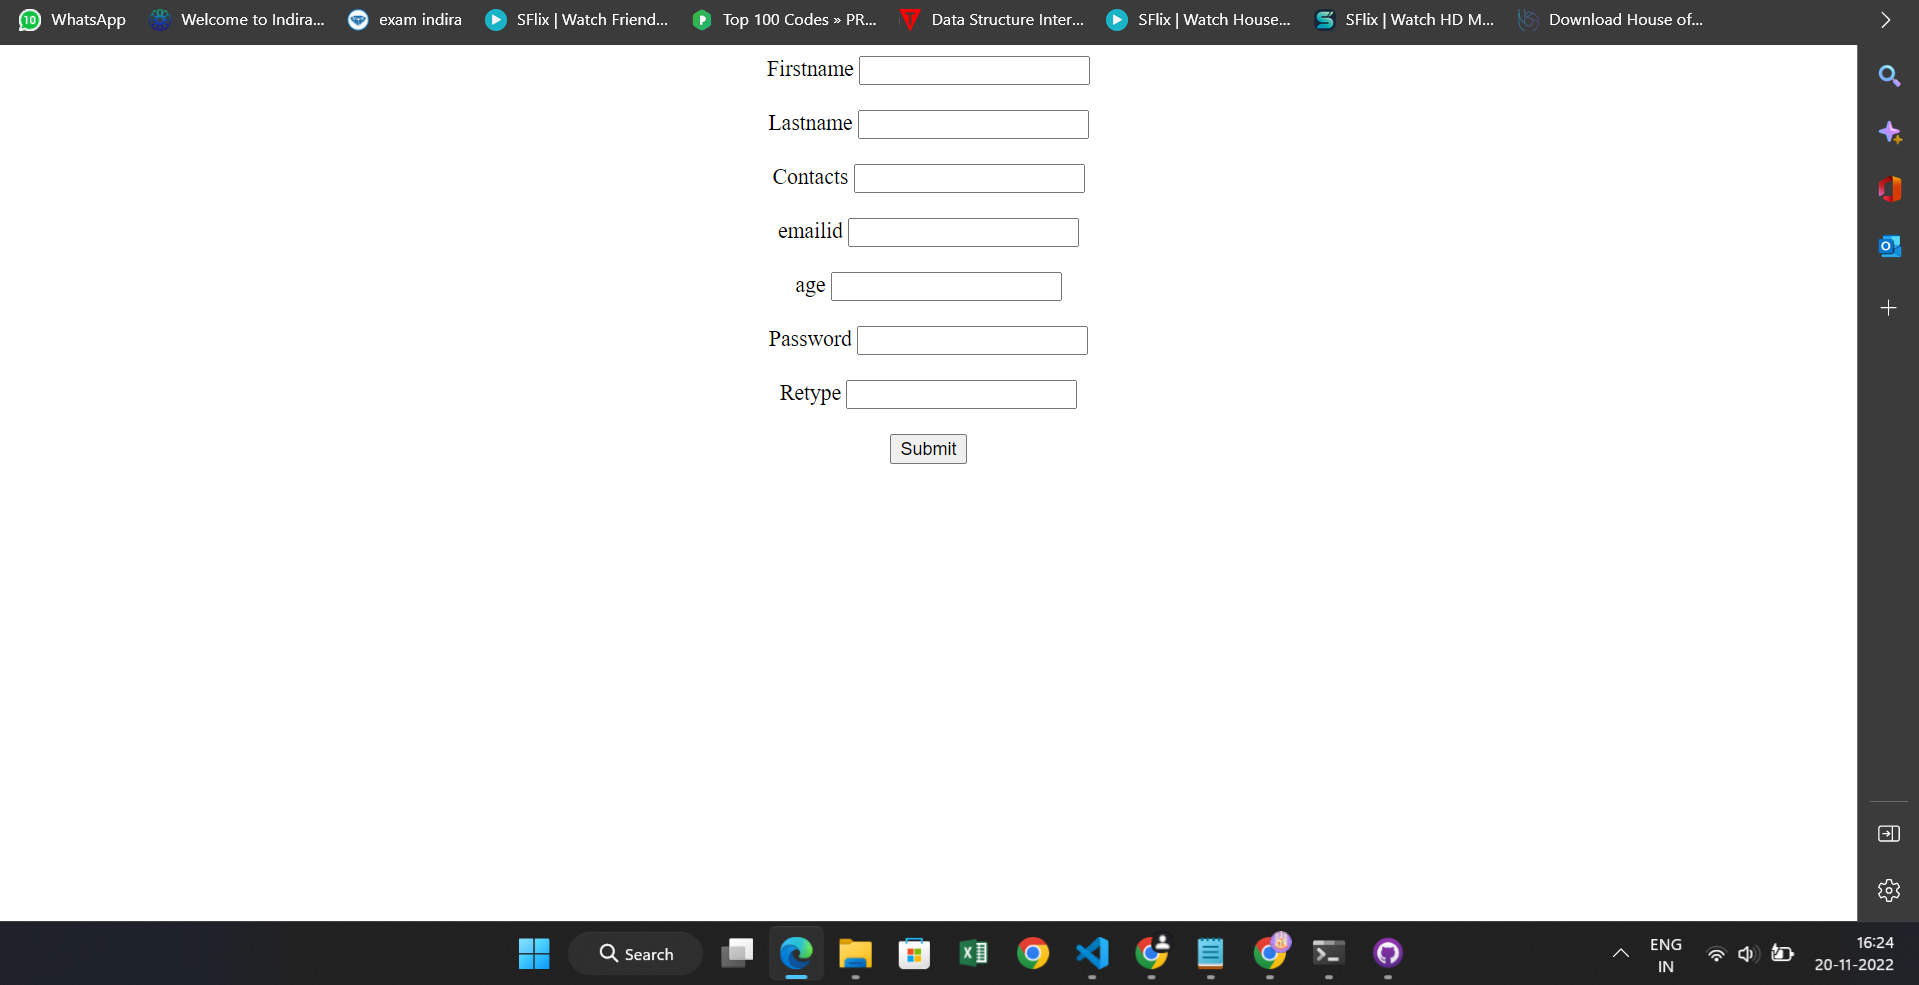 10 WhatsApp Welcome to Indira... exam indira SFlix | Watch Friend... Top 100 Codes » PR... Data Structure Inter... SFlix | Watch House... SFlix | Watch HD M... Download House of...
Firstname
Lastname
Contacts
emailid
age
Password
Retype
Submit
Search
ENG
IN
16:24
20-11-2022